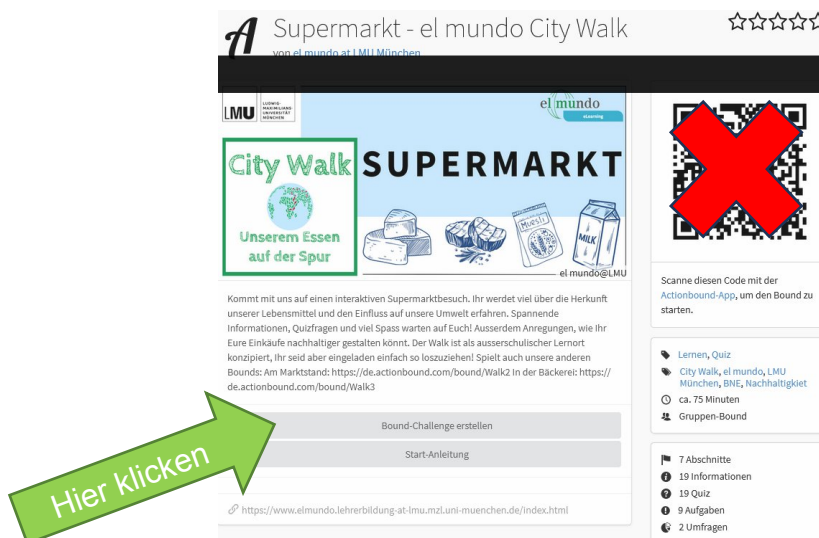 A Supermarkt - el mundo City Walk
von el mundo at LMU München
LMU LUDWIG-MAXIMILIANS-UNIVERSITÄT MÜNCHEN
el mundo
eLearning
City Walk
SUPERMARKT
Unserem Essen
auf der Spur
Muesli
MILK
el mundo@LMU
Kommt mit uns auf einen interaktiven Supermarktbesuch. Ihr werdet viel über die Herkunft
unserer Lebensmittel und den Einfluss auf unsere Umwelt erfahren. Spannende
Informationen, Quizfragen und viel Spass warten auf Euch! Ausserdem Anregungen, wie Ihr
Eure Einkäufe nachhaltiger gestalten könnt. Der Walk ist als ausserschulischer Lernort
konzipiert, Ihr seid aber eingeladen einfach so loszuziehen! Spielt auch unsere anderen
Bounds: Am Marktstand: https://de.actionbound.com/bound/Walk2 In der Bäckerei: https://
de.actionbound.com/bound/Walk3
Bound-Challenge erstellen
Start-Anleitung
Hier klicken
https://www.elmundo.lehrerbildung-at-lmu.mzl.uni-muenchen.de/index.html
Scanne diesen Code mit der
Actionbound-App, um den Bound zu
starten.
Lernen, Quiz
City Walk, el mundo, LMU
München, BNE, Nachhaltigkiet
ca. 75 Minuten
Gruppen-Bound
7 Abschnitte
19 Informationen
19 Quiz
9 Aufgaben
2 Umfragen